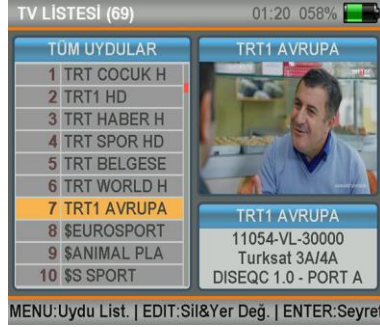 TV LİSTESİ (69) 01:20 058%
TÜM UYDULAR
1 TRT COCUK H
2 TRT1 HD
3 TRT HABER H
4 TRT SPOR HD
5 TRT BELGESE
6 TRT WORLD H
7 TRT1 AVRUPA
8 $EUROSPORT
9 $ANIMAL PLA
10 $S SPORT
TRT1 AVRUPA
TRT1 AVRUPA
11054-VL-30000
Turksat 3A/4A
DISEQC 1.0 - PORT A
MENU:Uydu List. | EDIT:Sil&Yer Değ. | ENTER:Seyret